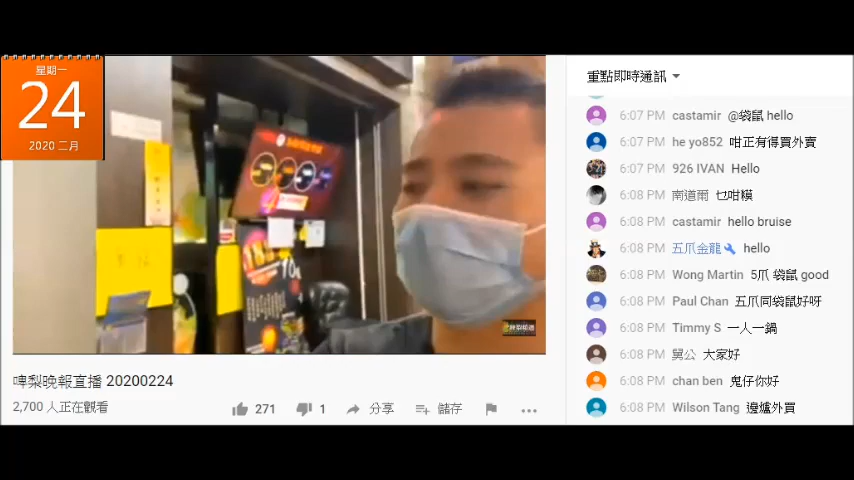 星期一
24
2020 二月
啤梨晚報直播 20200224
2,700 人正在觀看
271
1
分享
儲存
重點即時通訊
6:07 PM castamir @袋鼠 hello
6:07 PM he yo852 咁正有得買外賣
6:07 PM 926 IVAN Hello
6:08 PM 南道爾 乜咁糢
6:08 PM castamir hello bruise
6:08 PM 五爪金龍 hello
6:08 PM Wong Martin 5爪 袋鼠 good
6:08 PM Paul Chan 五爪同袋鼠好呀
6:08 PM Timmy S 一人一鍋
6:08 PM 舅公 大家好
6:08 PM chan ben 鬼仔你好
6:08 PM Wilson Tang 邊爐外買